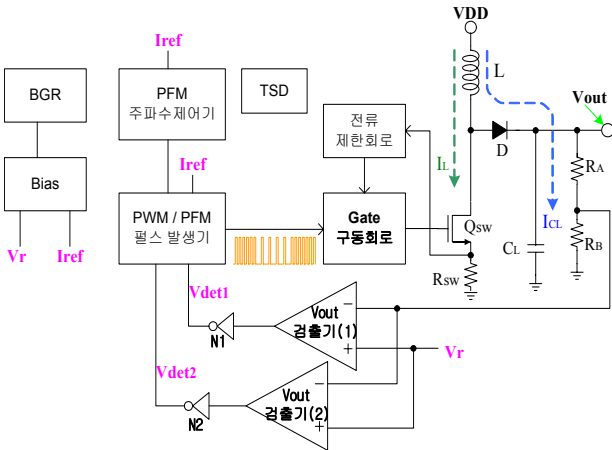 VDD
Iref
BGR
PFM
주파수제어기
TSD
전류
제한회로
L
Vout
D
RA
IL
ICL
Iref
Bias
PWM / PFM
펄스 발생기
Gate
구동회로
QSW
RB
CL
RSW
Vr
Iref
Vdet1
Vout
검출기(1)
−
+
N1
Vr
Vdet2
Vout
검출기(2)
−
+
N2